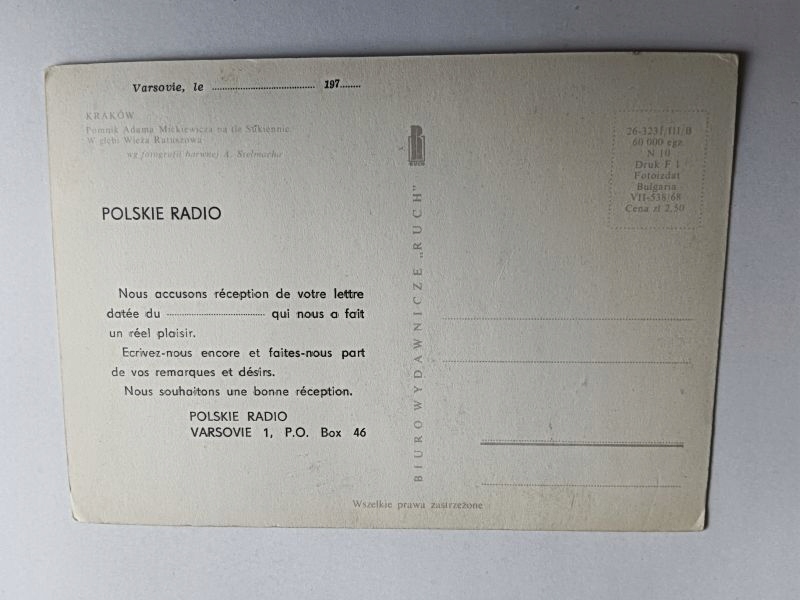 Varsovie, le ........................................ 197........
KRAKÓW
Pomnik Adama Mickiewicza na tle Sukiennic.
W głębi Wieża Ratuszowa
wg fotografii barwnej A. Stelmacha
POLSKIE RADIO
Nous accusons réception de votre lettre
datée du ........................................ qui nous a fait
un réel plaisir.
Ecrivez-nous encore et faites-nous part
de vos remarques et désirs.
Nous souhaitons une bonne réception.
POLSKIE RADIO
VARSOVIE 1, P.O. Box 46
RUCH
BIURO WYDAWNICZE „RUCH"
26-323f/III/B
60 000 egz.
N 10
Druk F 1
Fotoizdat
Bulgaria
VII-538/68
Cena zł 2,50
Wszelkie prawa zastrzeżone